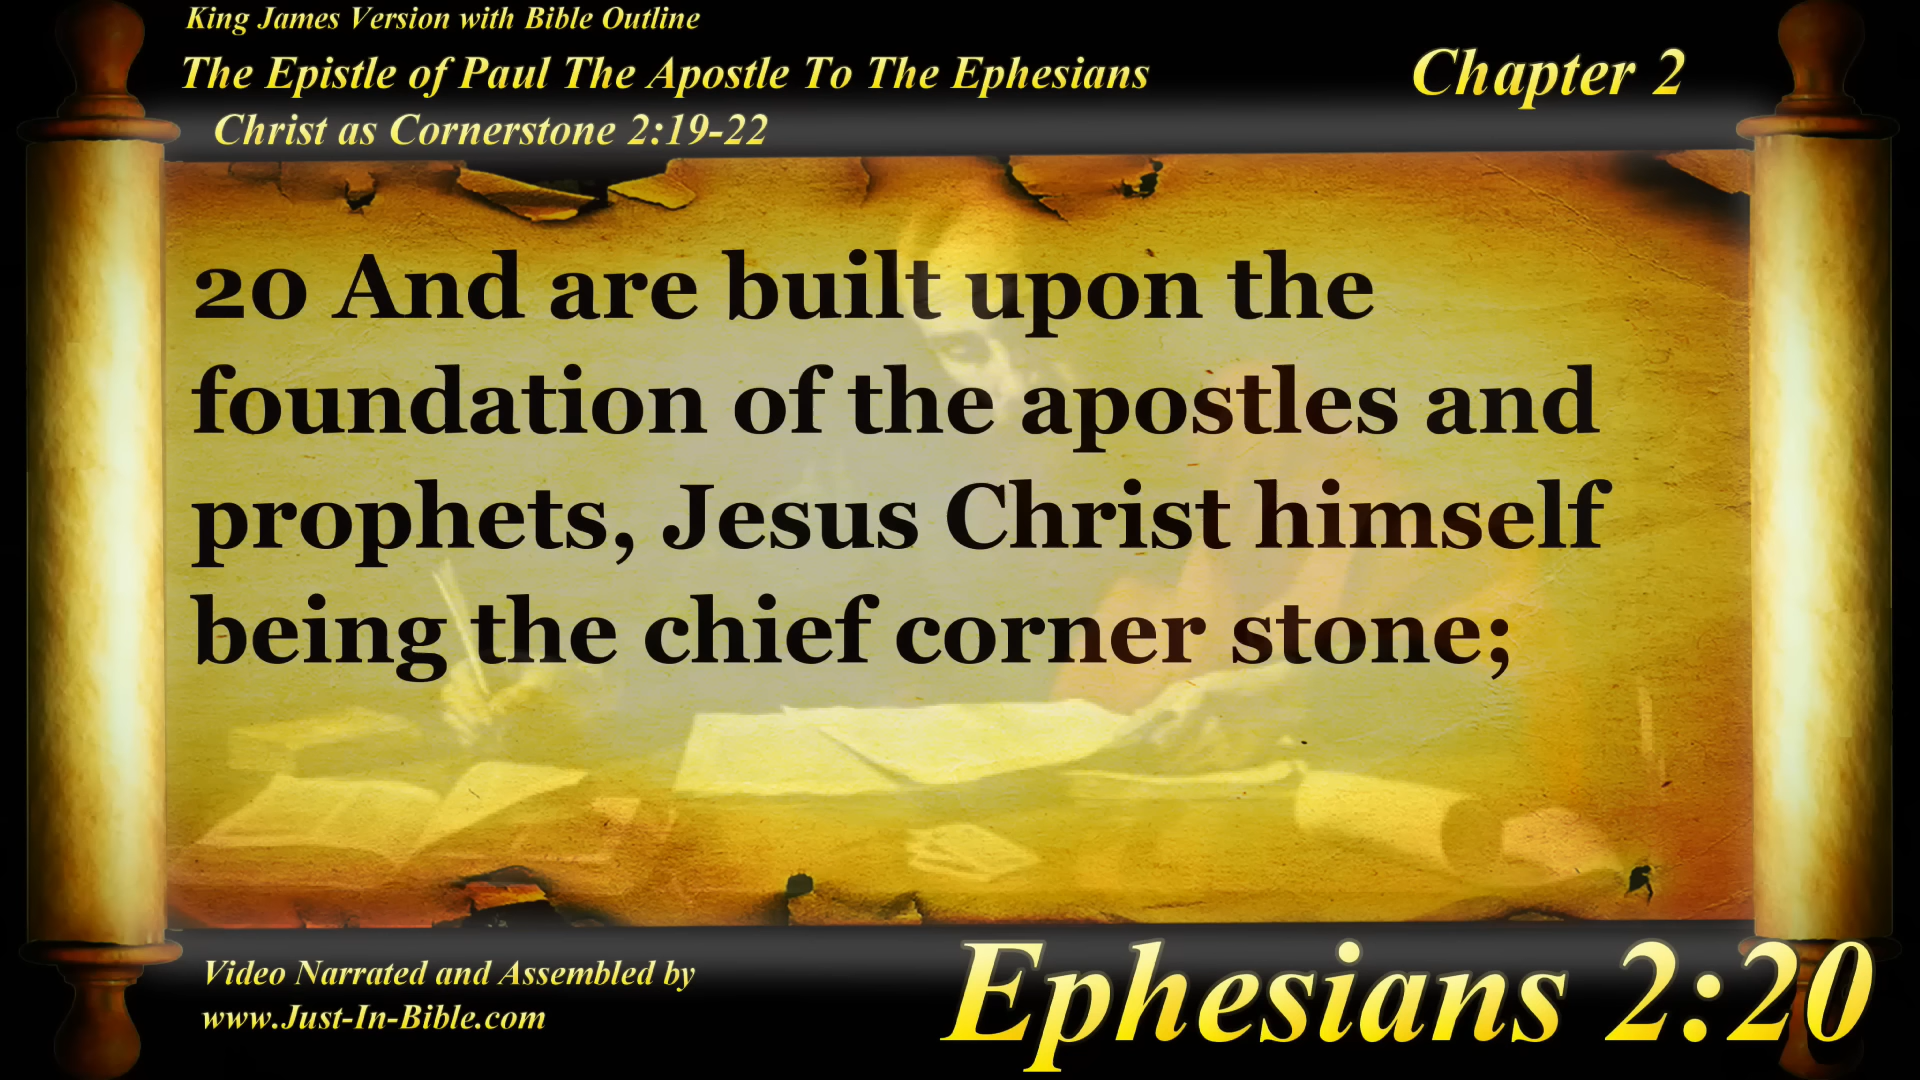 King James Version with Bible Outline
The Epistle of Paul The Apostle To The Ephesians
Chapter 2
Christ as Cornerstone 2:19-22
20 And are built upon the
foundation of the apostles and
prophets, Jesus Christ himself
being the chief corner stone;
Video Narrated and Assembled by
www.Just-In-Bible.com
Ephesians 2:20